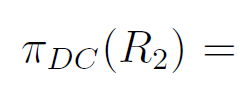 π_{DC}(R_2) =